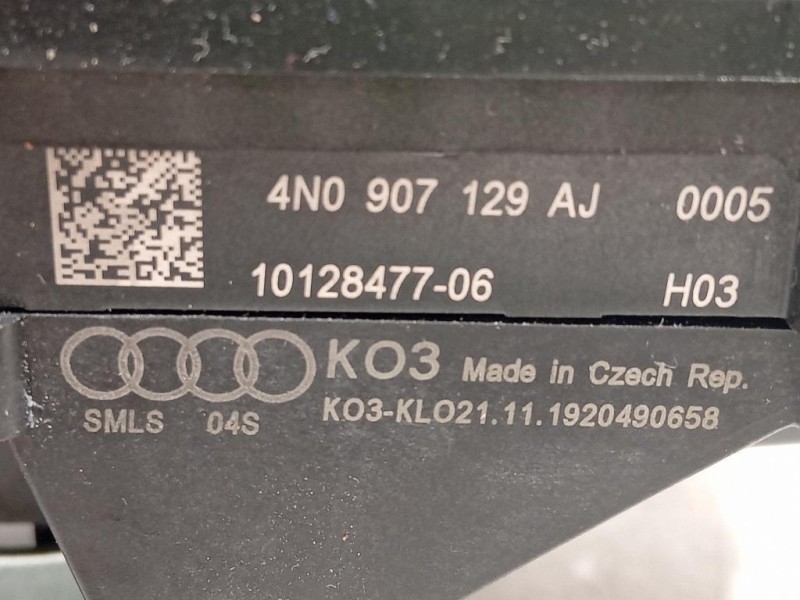 4N0 907 129 AJ 0005
10128477-06 H03
KO3 Made in Czech Rep.
SMLS 04S KO3-KLO21.11.1920490658